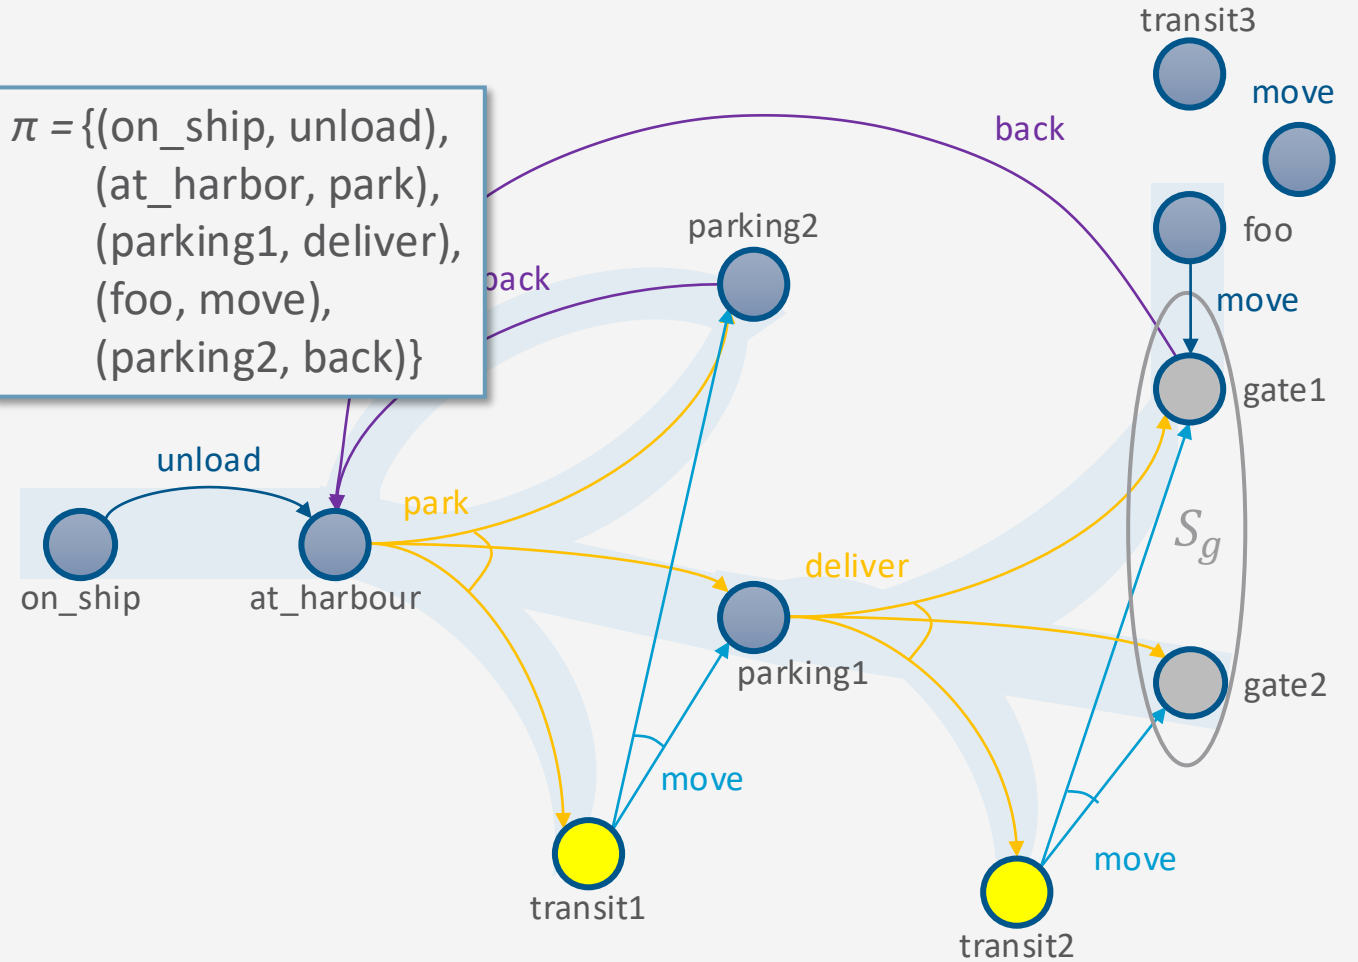 transit3
move
π = {(on_ship, unload),
(at_harbor, park),
(parking1, deliver),
(foo, move),
(parking2, back)}
back
parking2
foo
back
move
gate1
unload
park
S_g
deliver
on_ship
at_harbour
parking1
gate2
move
move
transit1
transit2